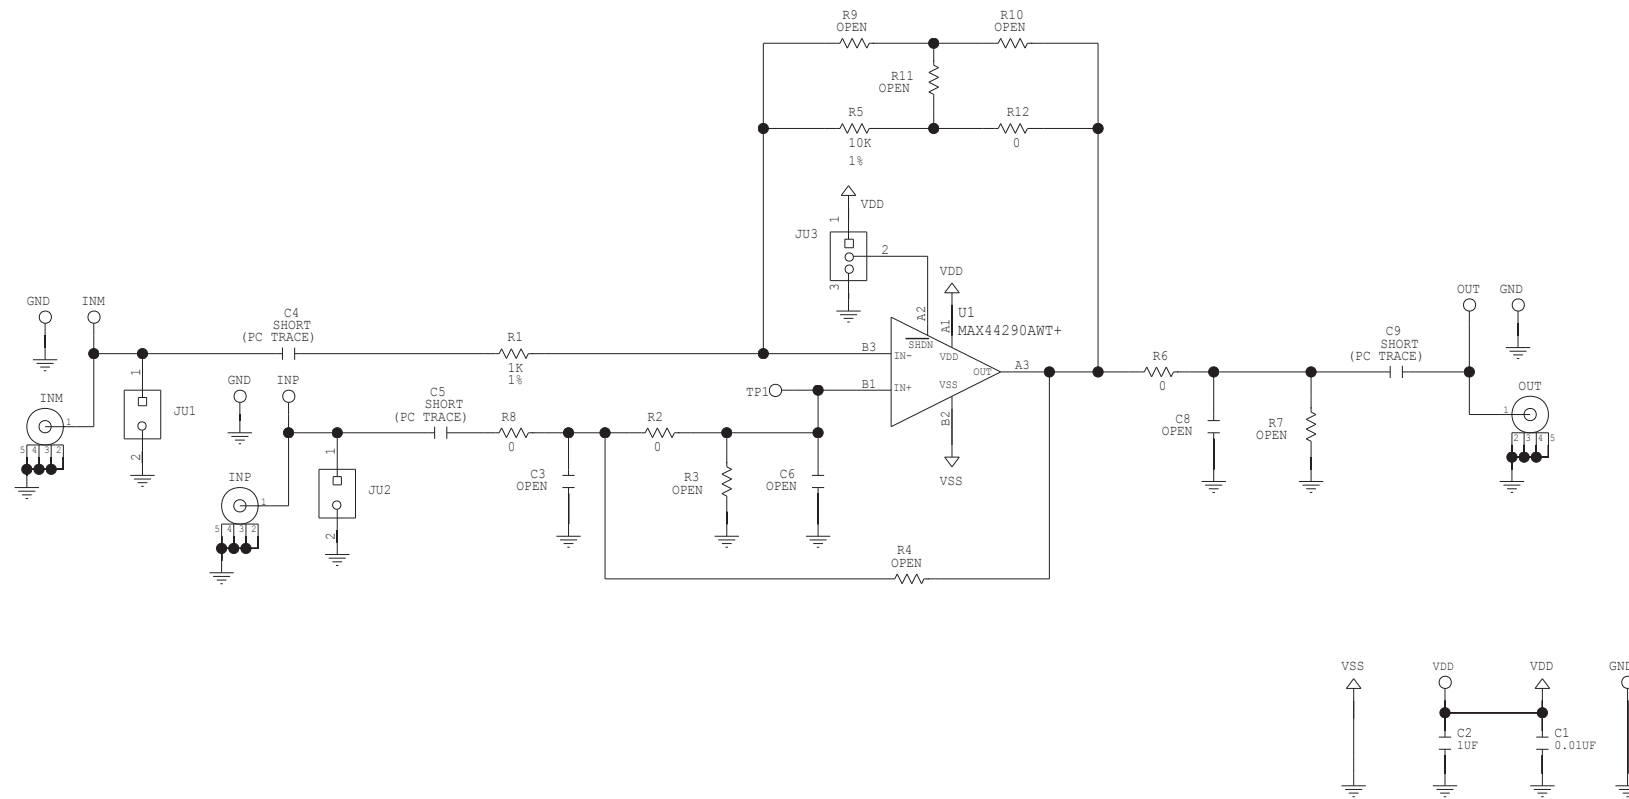 R9
OPEN
R10
OPEN
R11
OPEN
R5
10K
1%
R12
0
VDD
1
JU3
2
3
VDD
A2
A1
U1
MAX44290AWT+
SHDN
VDD
B3
IN-
OUT
A3
B1
IN+
VSS
B2
VSS
TP1
GND
INM
C4
SHORT
(PC TRACE)
R1
1K
1%
1
JU1
2
INM
1
5 4 3 2
GND
INP
C5
SHORT
(PC TRACE)
R8
0
R2
0
1
JU2
2
INP
1
5 4 3 2
C3
OPEN
R3
OPEN
C6
OPEN
R4
OPEN
R6
0
C8
OPEN
R7
OPEN
C9
SHORT
(PC TRACE)
OUT
GND
OUT
1
2 3 4 5
VSS
VDD
VDD
GND
C2
1UF
C1
0.01UF